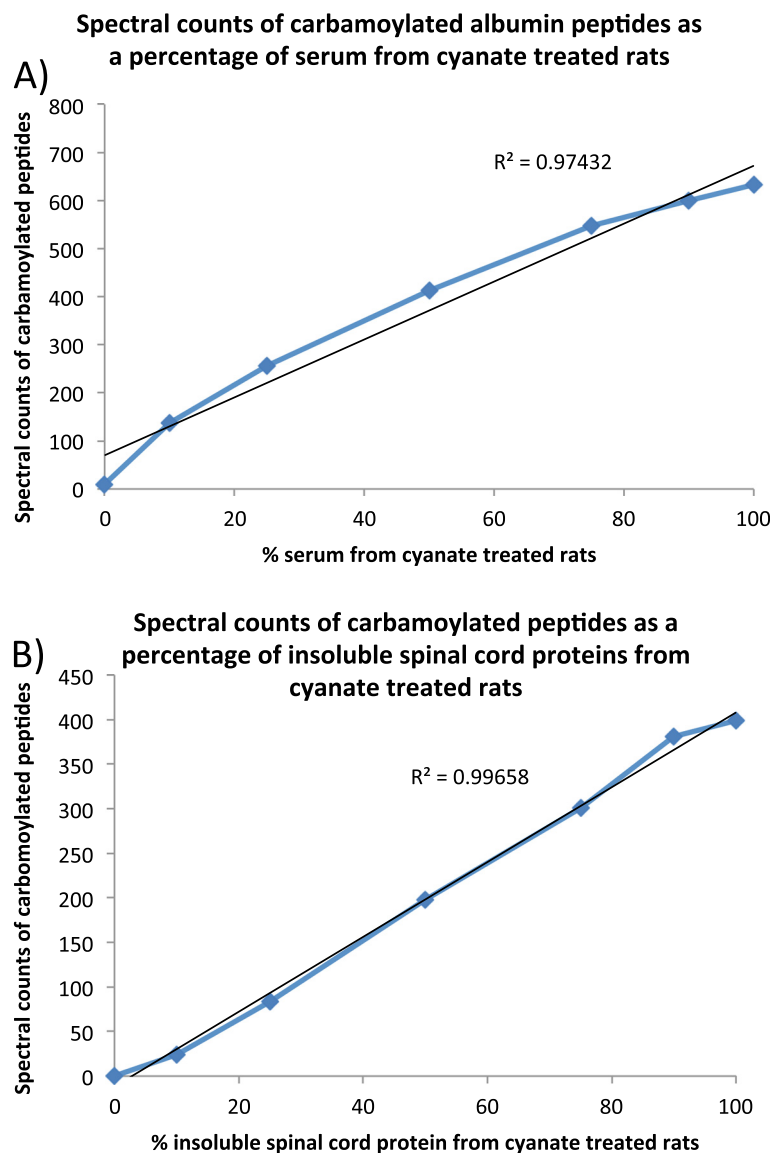 Spectral counts of carbamoylated albumin peptides as
a percentage of serum from cyanate treated rats
A)
Spectral counts of carbamoylated peptides
800
700
600
500
400
300
200
100
0
R² = 0.97432
0 20 40 60 80 100
% serum from cyanate treated rats
Spectral counts of carbamoylated peptides as a
percentage of insoluble spinal cord proteins from
cyanate treated rats
B)
Spectral counts of carbomoylated peptides
450
400
350
300
250
200
150
100
50
0
R² = 0.99658
0 20 40 60 80 100
% insoluble spinal cord protein from cyanate treated rats